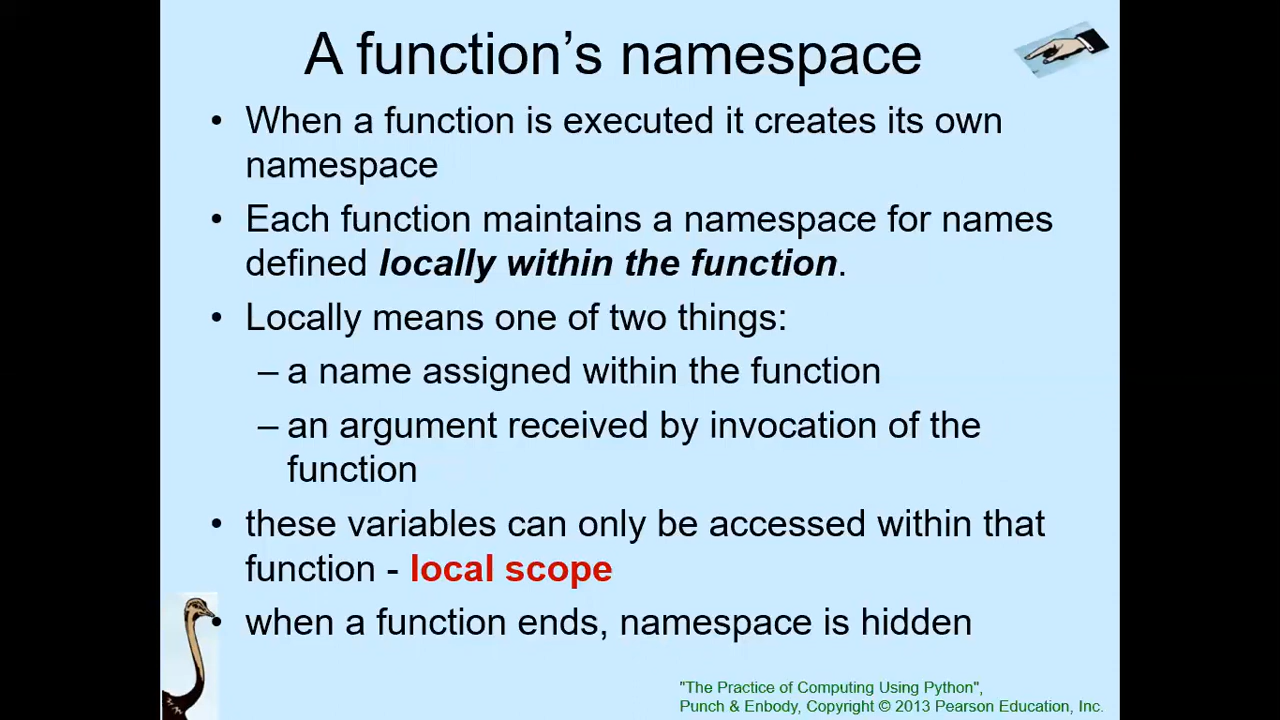 A function's namespace
• When a function is executed it creates its own
namespace
• Each function maintains a namespace for names
defined locally within the function.
• Locally means one of two things:
– a name assigned within the function
– an argument received by invocation of the
function
• these variables can only be accessed within that
function - local scope
• when a function ends, namespace is hidden
"The Practice of Computing Using Python",
Punch & Enbody, Copyright © 2013 Pearson Education, Inc.